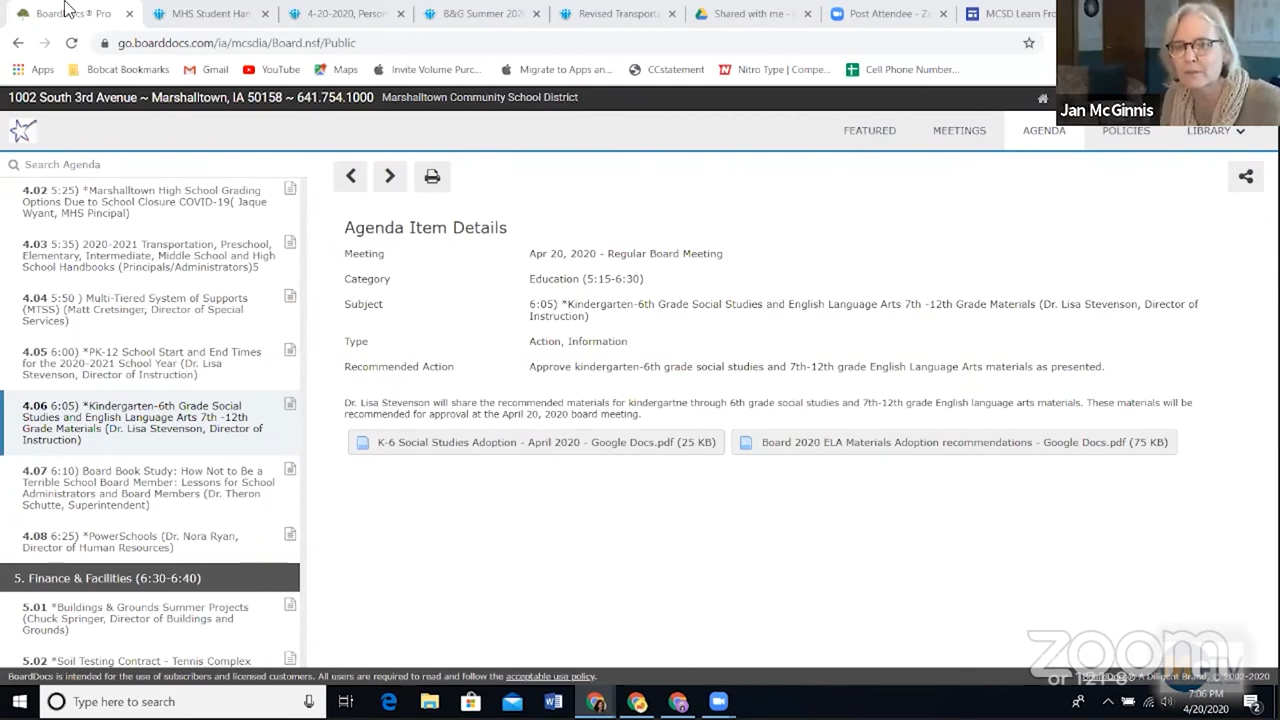 BoardDocs® Pro
MHS Student Han
4-20-2020, Person
B&G Summer 2020
Revised Transporta
Shared with me -
Post Attendee - Zo
MCSD Learn Fro
go.boarddocs.com/ia/mcsdia/Board.nsf/Public
Apps
Bobcat Bookmarks
Gmail
YouTube
Maps
Invite Volume Purc...
Migrate to Apps an...
CCstatement
Nitro Type | Compe...
Cell Phone Number...
Jan McGinnis
1002 South 3rd Avenue ~ Marshalltown, IA 50158 ~ 641.754.1000 Marshalltown Community School District
FEATURED
MEETINGS
AGENDA
POLICIES
LIBRARY
Search Agenda
4.02 5:25) *Marshalltown High School Grading
Options Due to School Closure COVID-19( Jaque
Wyant, MHS Pincipal)
4.03 5:35) 2020-2021 Transportation, Preschool,
Elementary, Intermediate, Middle School and High
School Handbooks (Principals/Administrators)5
4.04 5:50 ) Multi-Tiered System of Supports
(MTSS) (Matt Cretsinger, Director of Special
Services)
4.05 6:00) *PK-12 School Start and End Times
for the 2020-2021 School Year (Dr. Lisa
Stevenson, Director of Instruction)
4.06 6:05) *Kindergarten-6th Grade Social
Studies and English Language Arts 7th -12th
Grade Materials (Dr. Lisa Stevenson, Director of
Instruction)
4.07 6:10) Board Book Study: How Not to Be a
Terrible School Board Member: Lessons for School
Administrators and Board Members (Dr. Theron
Schutte, Superintendent)
4.08 6:25) *PowerSchools (Dr. Nora Ryan,
Director of Human Resources)
5. Finance & Facilities (6:30-6:40)
5.01 *Buildings & Grounds Summer Projects
(Chuck Springer, Director of Buildings and
Grounds)
5.02 *Soil Testing Contract - Tennis Complex
Agenda Item Details
Meeting Apr 20, 2020 - Regular Board Meeting
Category Education (5:15-6:30)
Subject 6:05) *Kindergarten-6th Grade Social Studies and English Language Arts 7th -12th Grade Materials (Dr. Lisa Stevenson, Director of
Instruction)
Type Action, Information
Recommended Action Approve kindergarten-6th grade social studies and 7th-12th grade English Language Arts materials as presented.
Dr. Lisa Stevenson will share the recommended materials for kindergartne through 6th grade social studies and 7th-12th grade English language arts materials. These materials will be
recommended for approval at the April 20, 2020 board meeting.
K-6 Social Studies Adoption - April 2020 - Google Docs.pdf (25 KB)
Board 2020 ELA Materials Adoption recommendations - Google Docs.pdf (75 KB)
zoom
BoardDocs is intended for the use of subscribers and licensed customers. All users are required to read and follow the acceptable use policy.
2002-2020
Type here to search
7:06 PM
4/20/2020
2